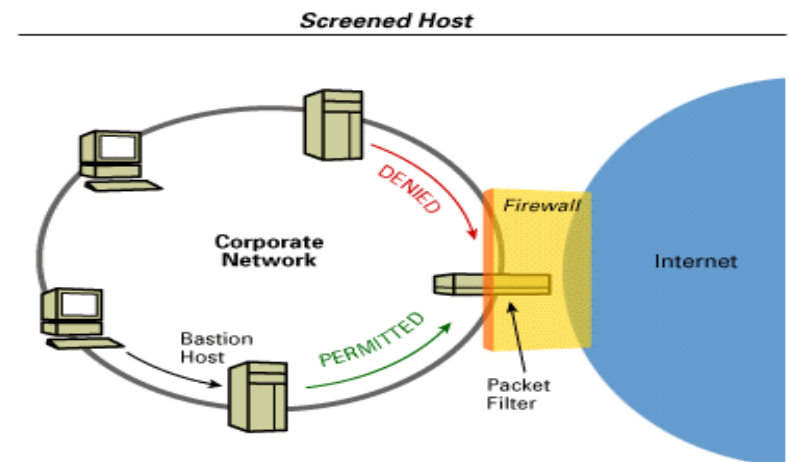 Screened Host
DENIED
Firewall
Corporate
Network
Internet
Bastion
Host
PERMITTED
Packet
Filter